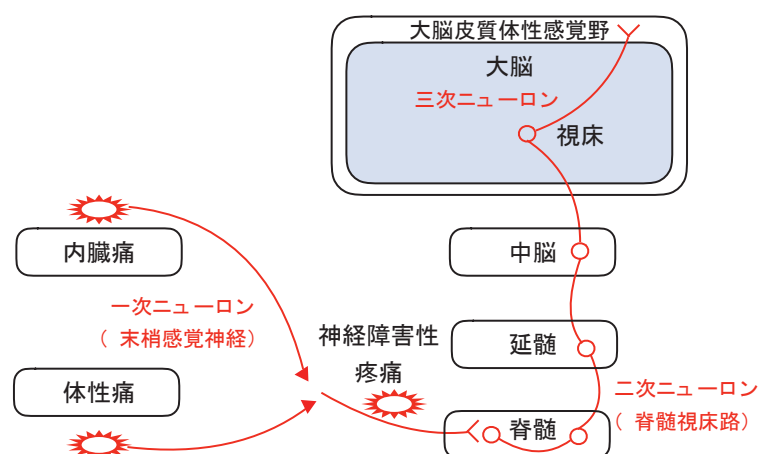 大脳皮質体性感覚野
大脳
三次ニューロン
視床
内臓痛
中脳
一次ニューロン
（末梢感覚神経）
神経障害性
疼痛
延髄
体性痛
二次ニューロン
（脊髄視床路）
脊髄